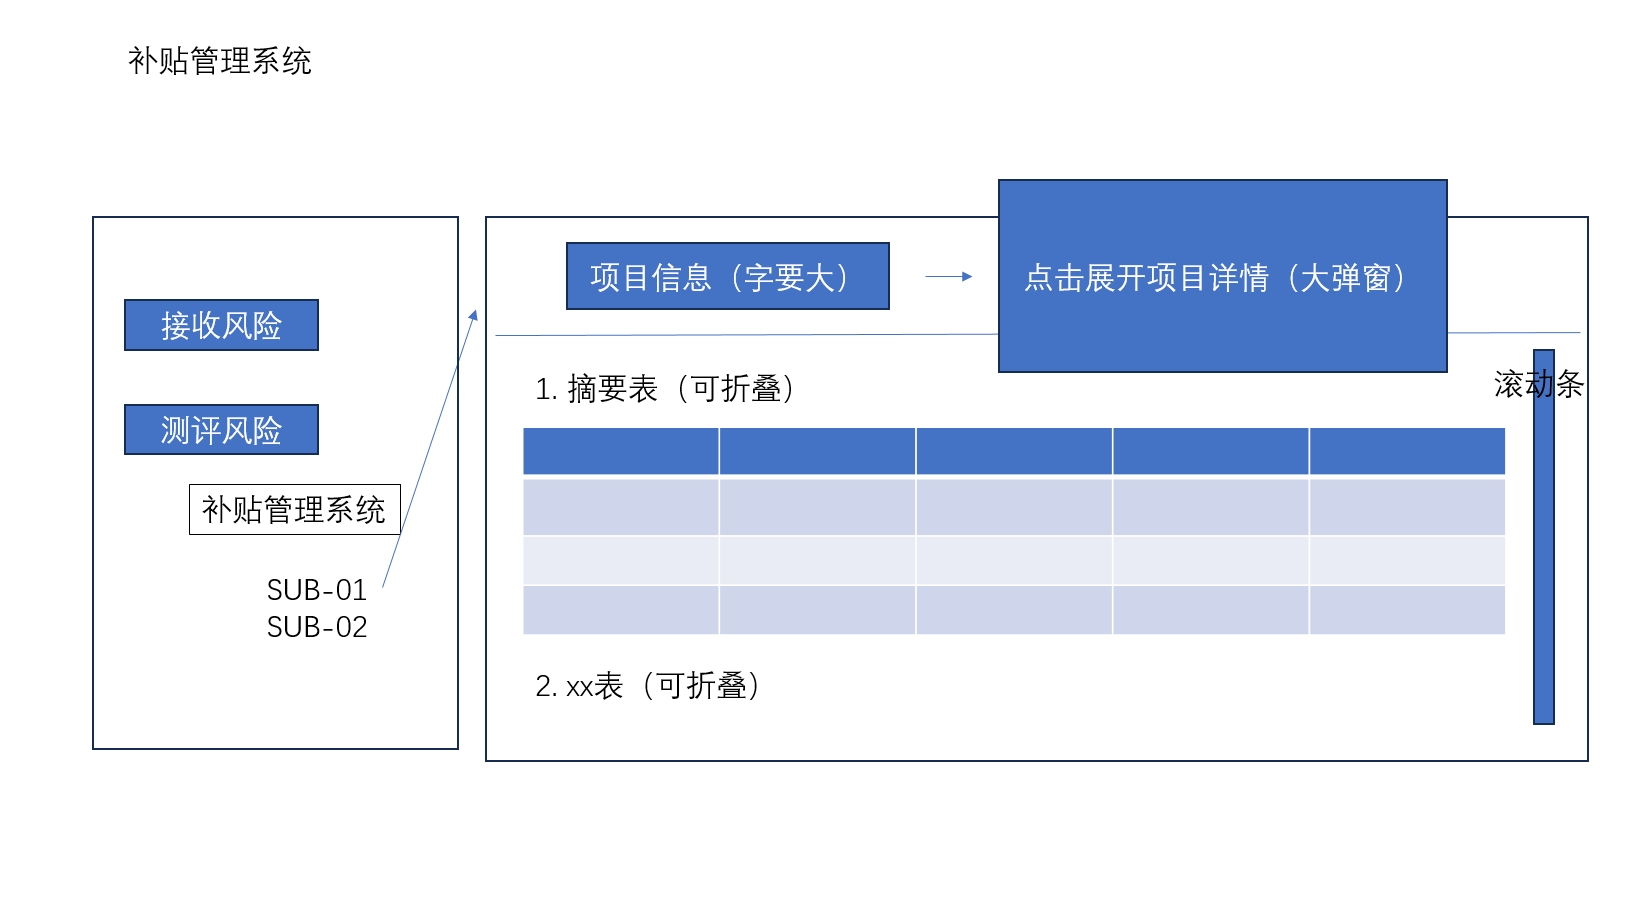 补贴管理系统
接收风险
测评风险
补贴管理系统
SUB-01
SUB-02
项目信息（字要大）
点击展开项目详情（大弹窗）
1. 摘要表（可折叠）
滚动条
2. xx表（可折叠）